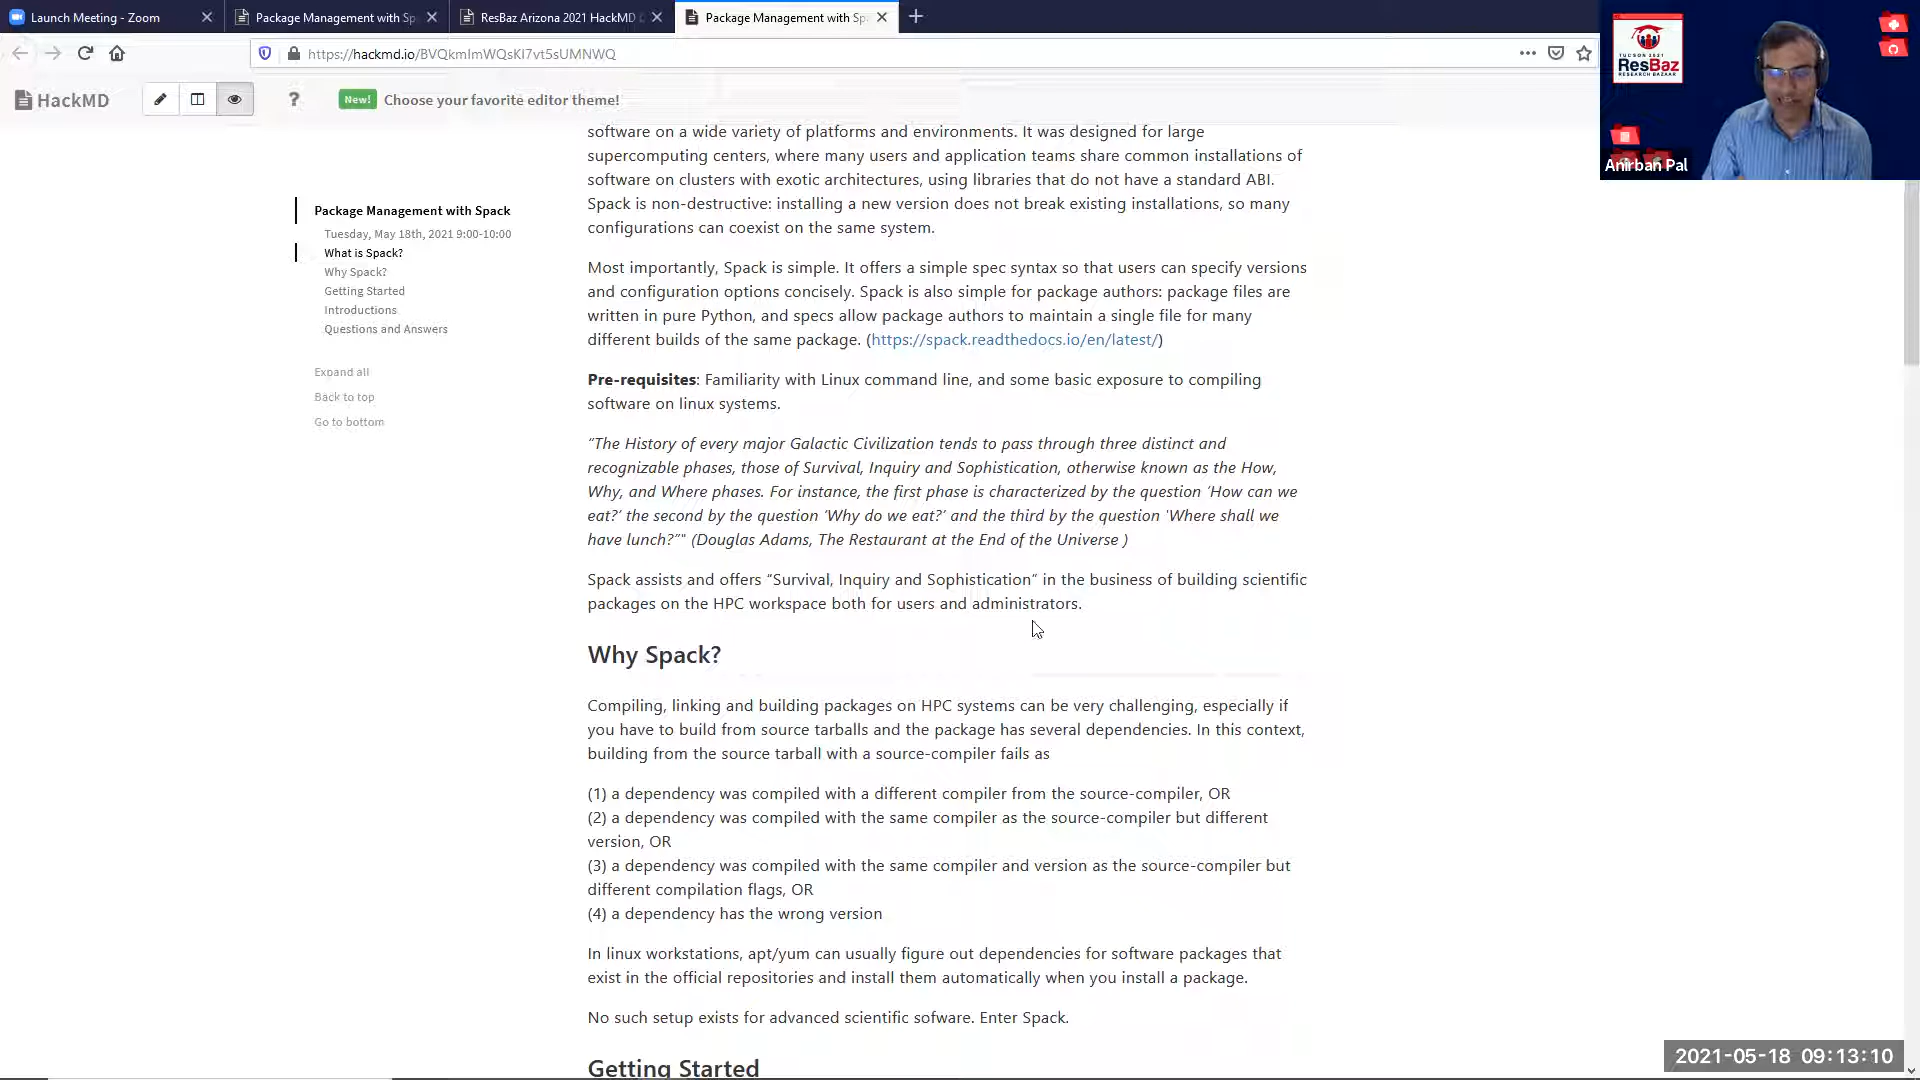 Launch Meeting - Zoom
Package Management with Sp
ResBaz Arizona 2021 HackMD
Package Management with Sp
https://hackmd.io/BVQkmImWQsKI7vt5sUMNWQ
HackMD
?
New! Choose your favorite editor theme!
TUCSON 2021
ResBaz
RESEARCH BAZAAR
Anirban Pal
Package Management with Spack
Tuesday, May 18th, 2021 9:00-10:00
What is Spack?
Why Spack?
Getting Started
Introductions
Questions and Answers
Expand all
Back to top
Go to bottom
software on a wide variety of platforms and environments. It was designed for large
supercomputing centers, where many users and application teams share common installations of
software on clusters with exotic architectures, using libraries that do not have a standard ABI.
Spack is non-destructive: installing a new version does not break existing installations, so many
configurations can coexist on the same system.
Most importantly, Spack is simple. It offers a simple spec syntax so that users can specify versions
and configuration options concisely. Spack is also simple for package authors: package files are
written in pure Python, and specs allow package authors to maintain a single file for many
different builds of the same package. (https://spack.readthedocs.io/en/latest/)
Pre-requisites: Familiarity with Linux command line, and some basic exposure to compiling
software on linux systems.
“The History of every major Galactic Civilization tends to pass through three distinct and
recognizable phases, those of Survival, Inquiry and Sophistication, otherwise known as the How,
Why, and Where phases. For instance, the first phase is characterized by the question ‘How can we
eat?’ the second by the question ‘Why do we eat?’ and the third by the question 'Where shall we
have lunch?”" (Douglas Adams, The Restaurant at the End of the Universe )
Spack assists and offers “Survival, Inquiry and Sophistication” in the business of building scientific
packages on the HPC workspace both for users and administrators.
Why Spack?
Compiling, linking and building packages on HPC systems can be very challenging, especially if
you have to build from source tarballs and the package has several dependencies. In this context,
building from the source tarball with a source-compiler fails as
(1) a dependency was compiled with a different compiler from the source-compiler, OR
(2) a dependency was compiled with the same compiler as the source-compiler but different
version, OR
(3) a dependency was compiled with the same compiler and version as the source-compiler but
different compilation flags, OR
(4) a dependency has the wrong version
In linux workstations, apt/yum can usually figure out dependencies for software packages that
exist in the official repositories and install them automatically when you install a package.
No such setup exists for advanced scientific sofware. Enter Spack.
Getting Started
2021-05-18 09:13:10